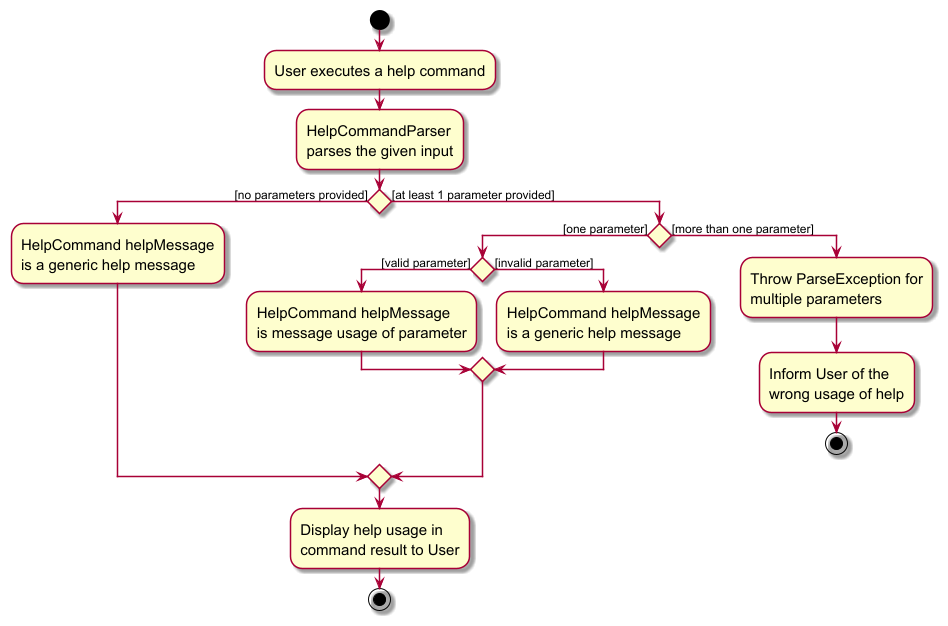 User executes a help command
HelpCommandParser
parses the given input
[no parameters provided]
[at least 1 parameter provided]
HelpCommand helpMessage
is a generic help message
[one parameter]
[more than one parameter]
[valid parameter]
[invalid parameter]
HelpCommand helpMessage
is message usage of parameter
HelpCommand helpMessage
is a generic help message
Throw ParseException for
multiple parameters
Inform User of the
wrong usage of help
Display help usage in
command result to User